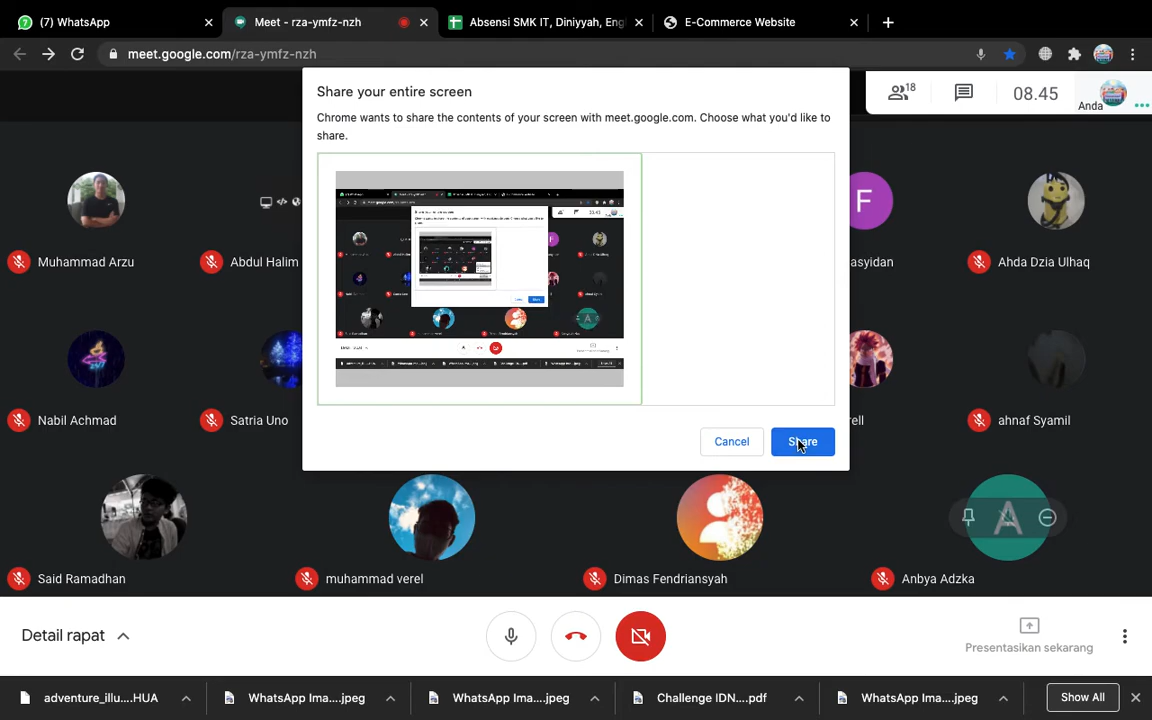 (7) WhatsApp
Meet - rza-ymfz-nzh
Absensi SMK IT, Diniyyah, Eng
E-Commerce Website
meet.google.com/rza-ymfz-nzh
Share your entire screen
Chrome wants to share the contents of your screen with meet.google.com. Choose what you'd like to
share.
18
08.45
Anda
Muhammad Arzu
Abdul Halim
F
asyidan
Ahda Dzia Ulhaq
Nabil Achmad
Satria Uno
rell
ahnaf Syamil
Cancel
Share
A
Said Ramadhan
muhammad verel
Dimas Fendriansyah
Anbya Adzka
Detail rapat
Presentasikan sekarang
adventure_illu....HUA
WhatsApp Ima....jpeg
WhatsApp Ima....jpeg
Challenge IDN....pdf
WhatsApp Ima....jpeg
Show All